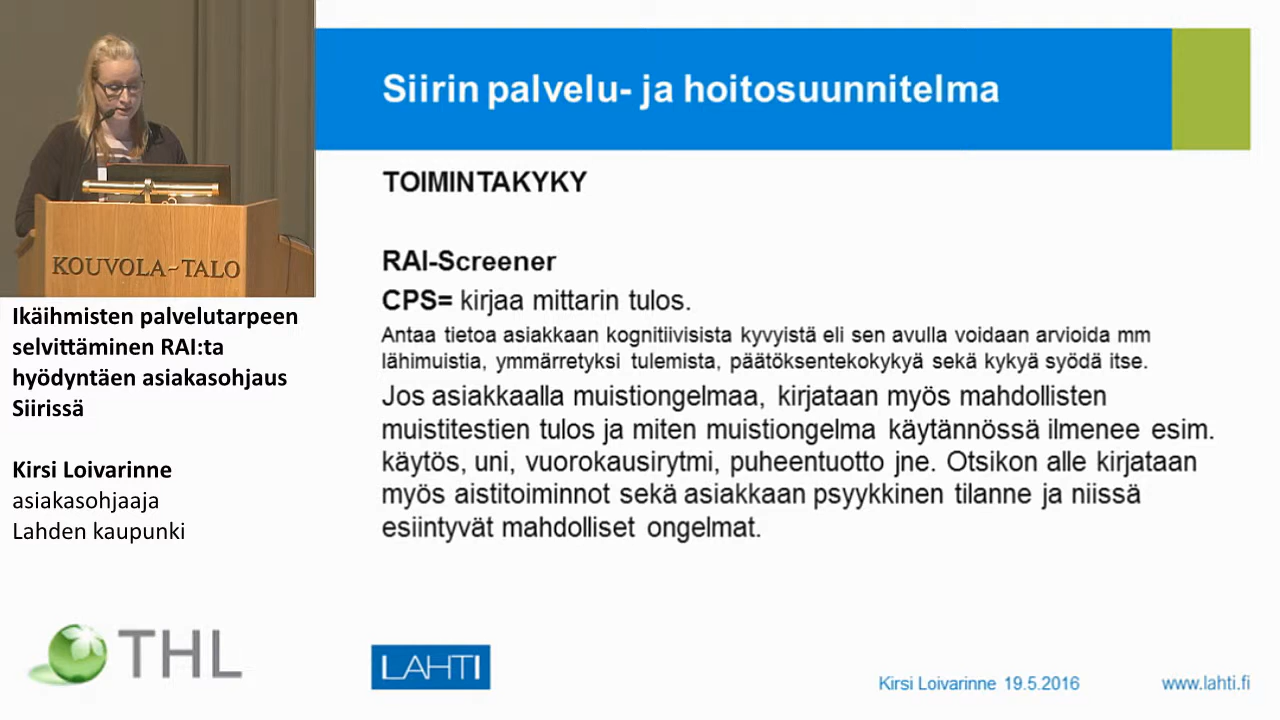 Siirin palvelu- ja hoitosuunnitelma
TOIMINTAKYKY
RAI-Screener
CPS= kirjaa mittarin tulos.
Antaa tietoa asiakkaan kognitiivisista kyvyistä eli sen avulla voidaan arvioida mm
lähimuistia, ymmärretyksi tulemista, päätöksentekokykyä sekä kykyä syödä itse.
Jos asiakkaalla muistiongelmaa, kirjataan myös mahdollisten
muistitestien tulos ja miten muistiongelma käytännössä ilmenee esim.
käytös, uni, vuorokausirytmi, puheentuotto jne. Otsikon alle kirjataan
myös aistitoiminnot sekä asiakkaan psyykkinen tilanne ja niissä
esiintyvät mahdolliset ongelmat.
KOUVOLA-TALO
Ikäihmisten palvelutarpeen
selvittäminen RAI:ta
hyödyntäen asiakasohjaus
Siirissä
Kirsi Loivarinne
asiakasohjaaja
Lahden kaupunki
THL
LAHTI
Kirsi Loivarinne 19.5.2016
www.lahti.fi